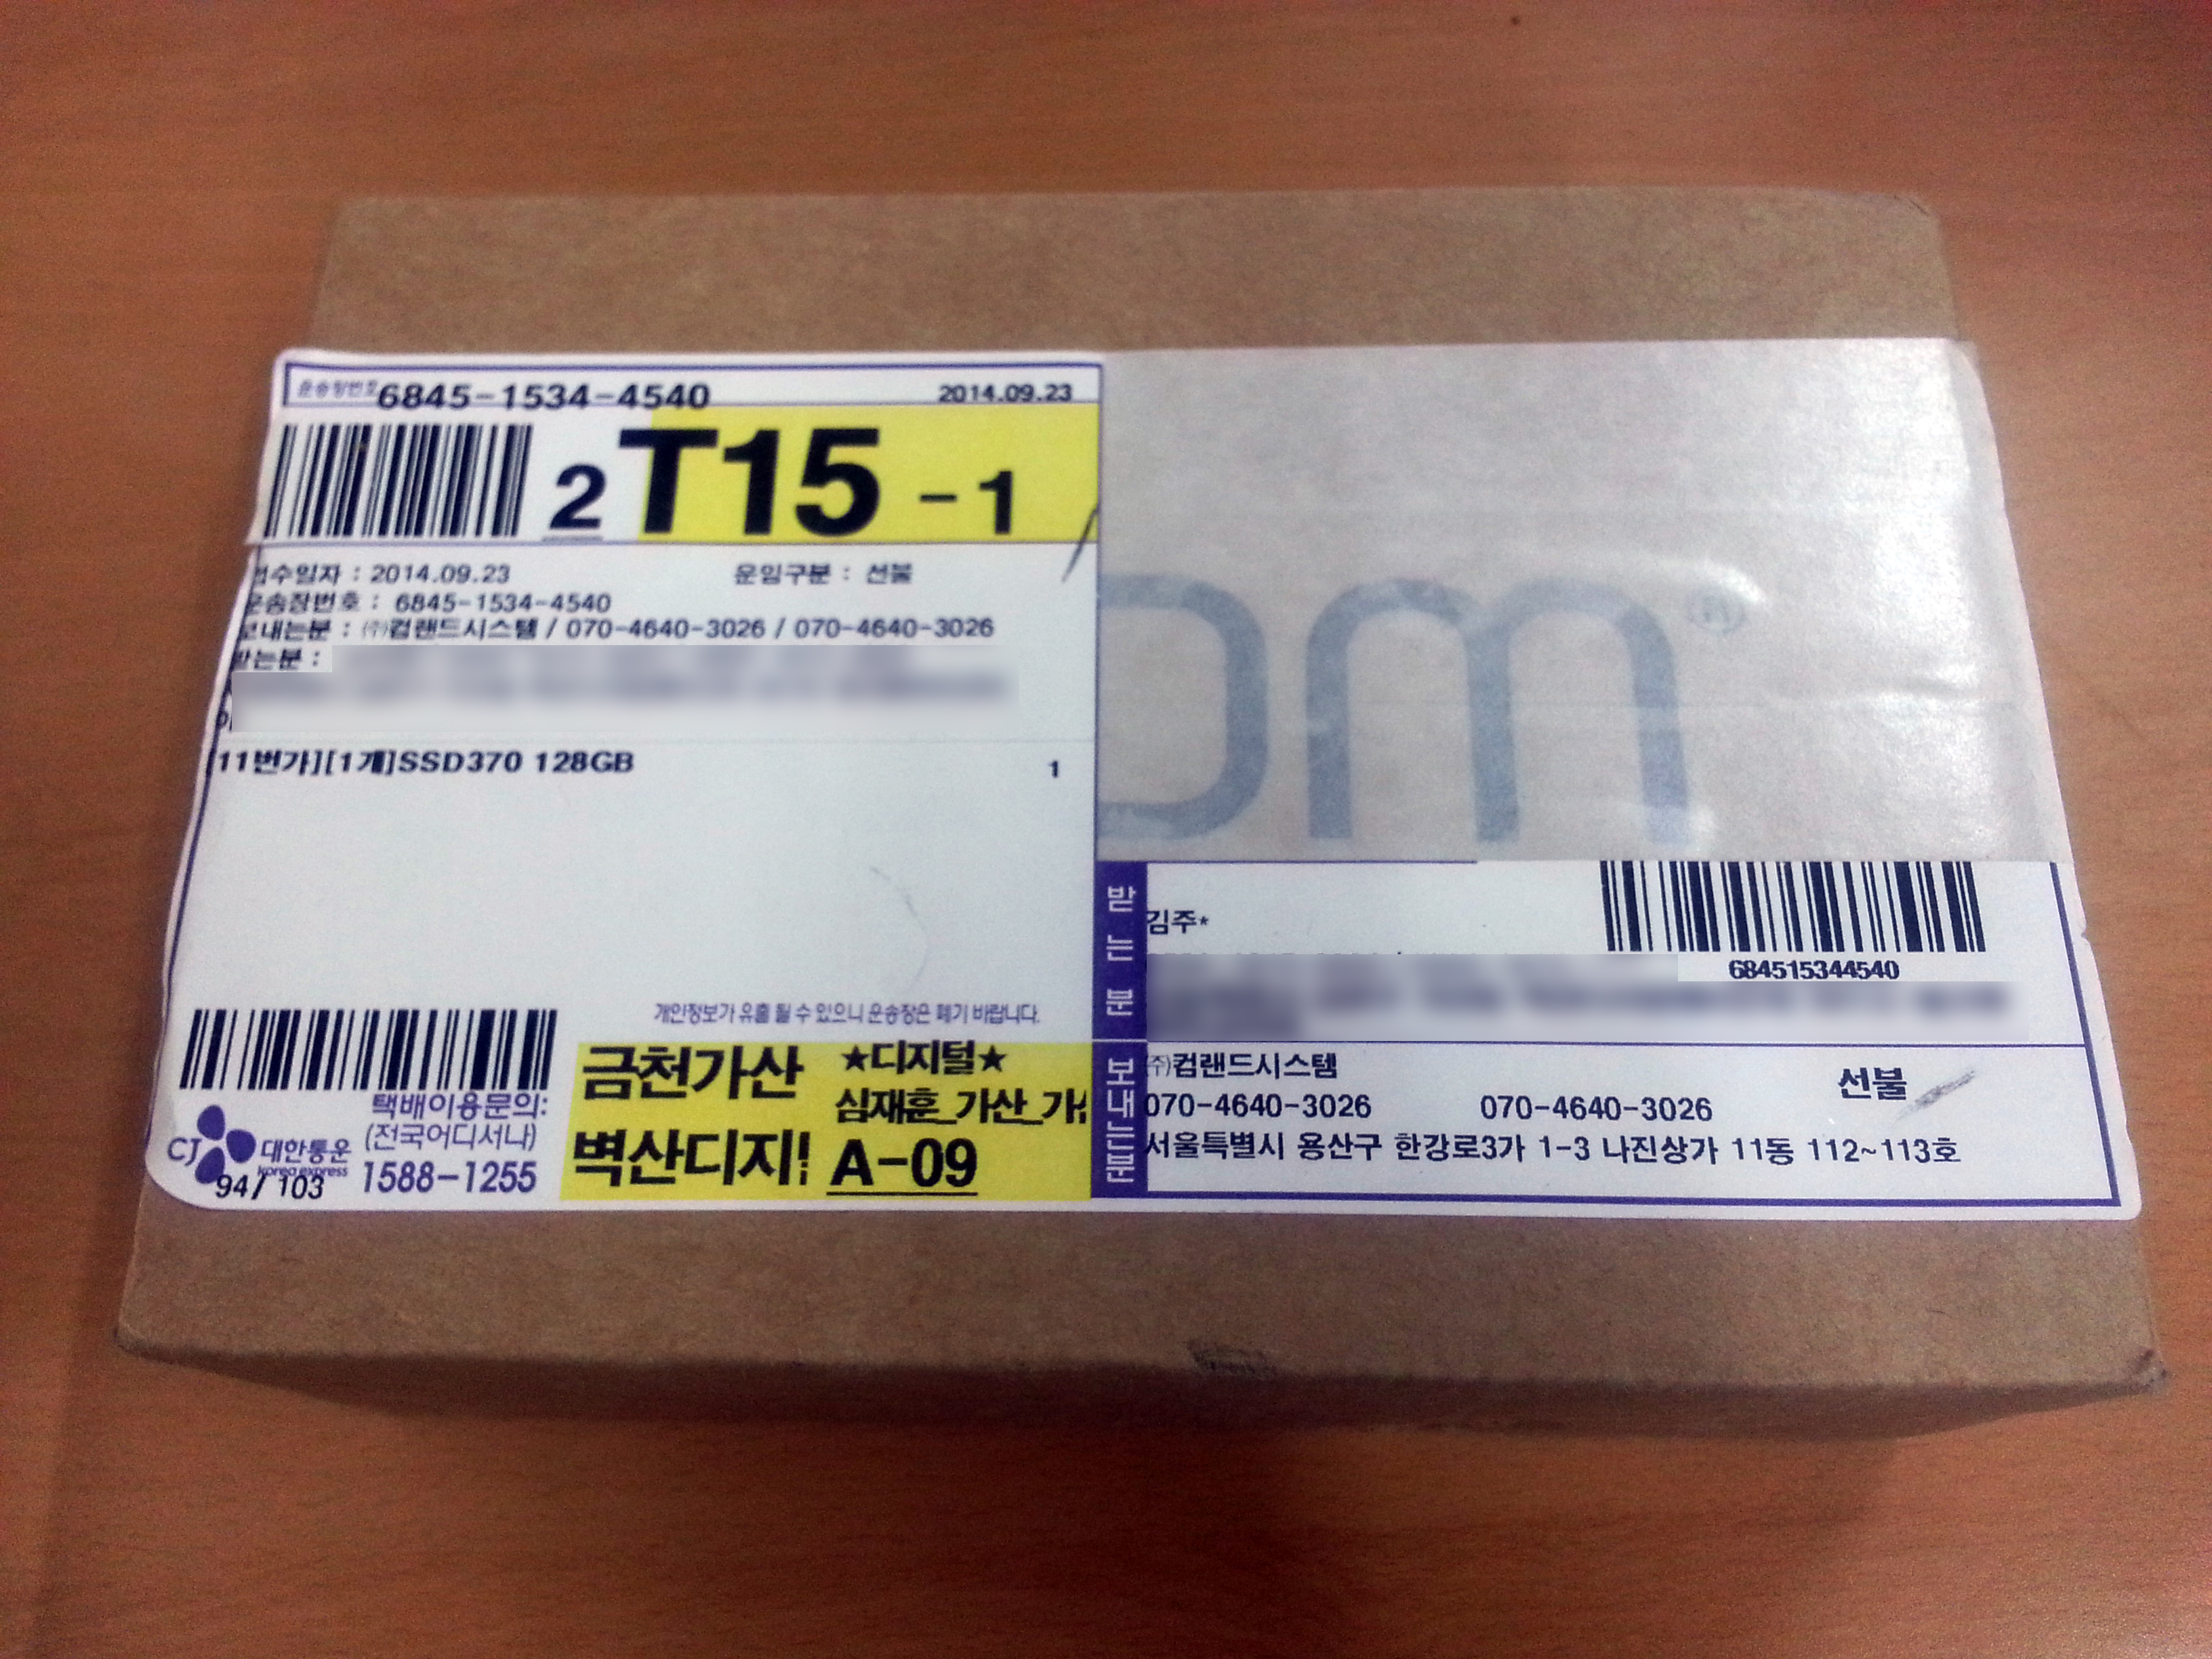 운송장번호 6845-1534-4540 2014.09.23
2 T15 -1
접수일자 : 2014.09.23 운임구분 : 선불
운송장번호 : 6845-1534-4540
보내는분 : ㈜컴랜드시스템 / 070-4640-3026 / 070-4640-3026
받는분 :
[11번가][1개]SSD370 128GB 1
개인정보가 유출 될 수 있으니 운송장은 폐기 바랍니다.
금천가산 ★디지털★
심재훈_가산_가
벽산디지 A-09
CJ 대한통운
korea express
94/ 103
택배이용문의:
(전국어디서나)
1588-1255
om®
받는분
김주*
684515344540
보내는분
㈜컴랜드시스템
070-4640-3026 070-4640-3026 선불
서울특별시 용산구 한강로3가 1-3 나진상가 11동 112~113호